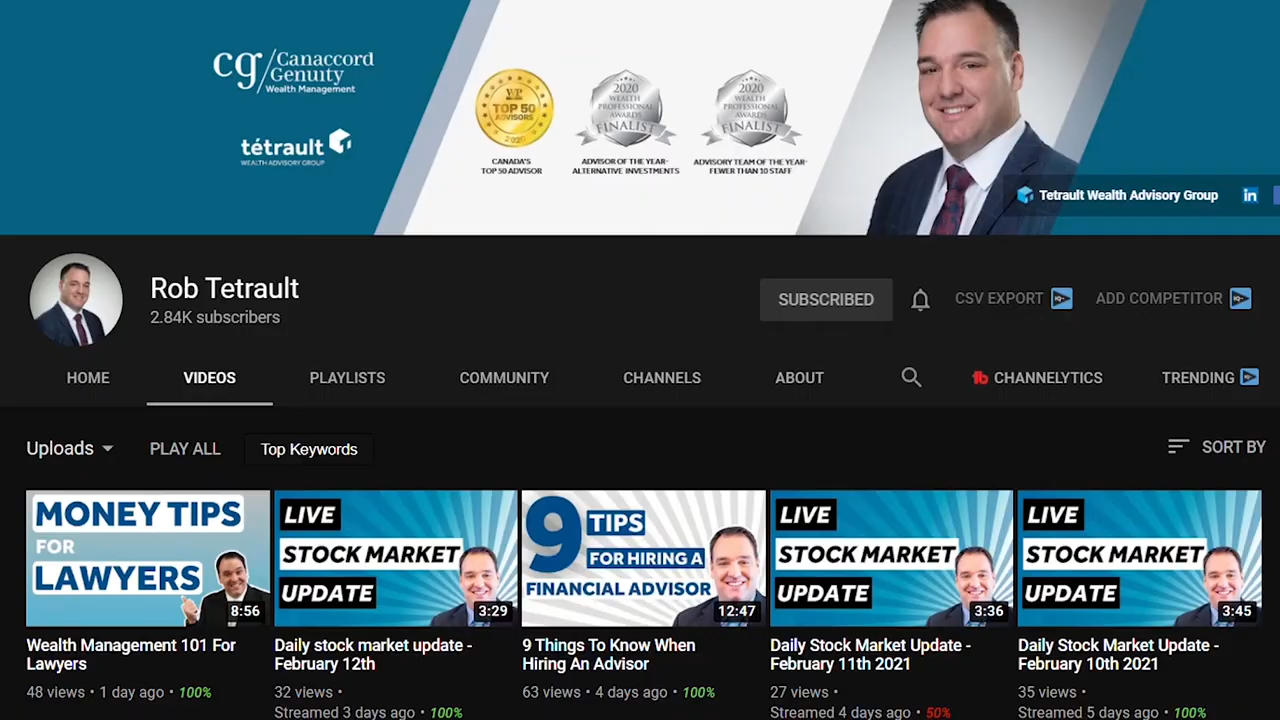 cg/Canaccord
Genuity
Wealth Management
tétrault
WEALTH ADVISORY GROUP
WP
TOP 50
ADVISORS
2020
CANADA'S
TOP 50 ADVISOR
2020
WEALTH
PROFESSIONAL
AWARDS
FINALIST
ADVISOR OF THE YEAR-
ALTERNATIVE INVESTMENTS
2020
WEALTH
PROFESSIONAL
AWARDS
FINALIST
ADVISORY TEAM OF THE YEAR-
FEWER THAN 10 STAFF
Tetrault Wealth Advisory Group
in
Rob Tetrault
2.84K subscribers
SUBSCRIBED
CSV EXPORT
ADD COMPETITOR
HOME
VIDEOS
PLAYLISTS
COMMUNITY
CHANNELS
ABOUT
CHANNELYTICS
TRENDING
Uploads
PLAY ALL
Top Keywords
SORT BY
MONEY TIPS
FOR
LAWYERS
8:56
Wealth Management 101 For
Lawyers
48 views • 1 day ago • 100%
LIVE
STOCK MARKET
UPDATE
3:29
Daily stock market update -
February 12th
32 views •
Streamed 3 days ago • 100%
9 TIPS
FOR HIRING A
FINANCIAL ADVISOR
12:47
9 Things To Know When
Hiring An Advisor
63 views • 4 days ago • 100%
LIVE
STOCK MARKET
UPDATE
3:36
Daily Stock Market Update -
February 11th 2021
27 views •
Streamed 4 days ago • 50%
LIVE
STOCK MARKET
UPDATE
3:45
Daily Stock Market Update -
February 10th 2021
35 views •
Streamed 5 days ago • 100%